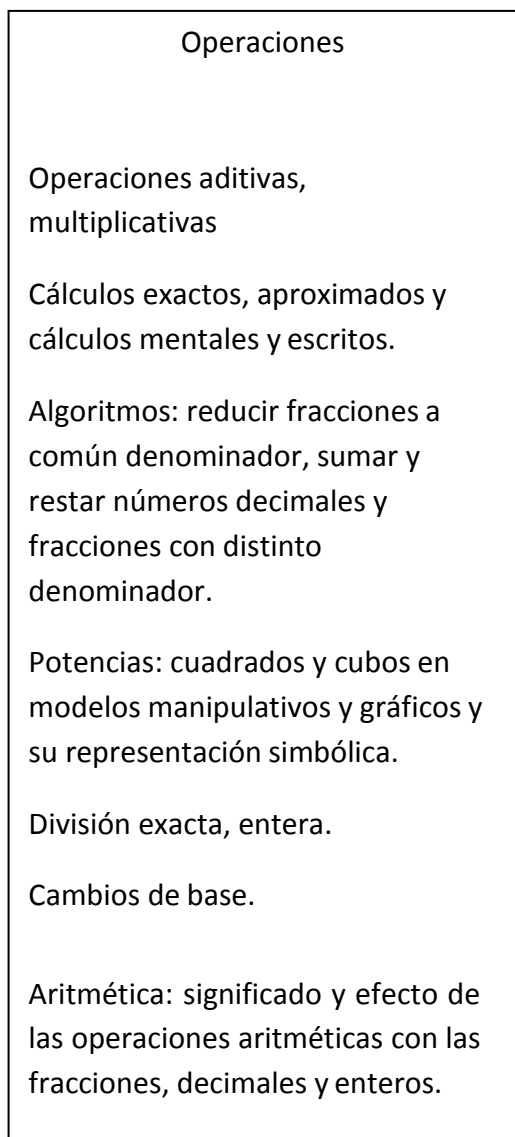 Operaciones
Operaciones aditivas,
multiplicativas
Cálculos exactos, aproximados y
cálculos mentales y escritos.
Algoritmos: reducir fracciones a
común denominador, sumar y
restar números decimales y
fracciones con distinto
denominador.
Potencias: cuadrados y cubos en
modelos manipulativos y gráficos y
su representación simbólica.
División exacta, entera.
Cambios de base.
Aritmética: significado y efecto de
las operaciones aritméticas con las
fracciones, decimales y enteros.